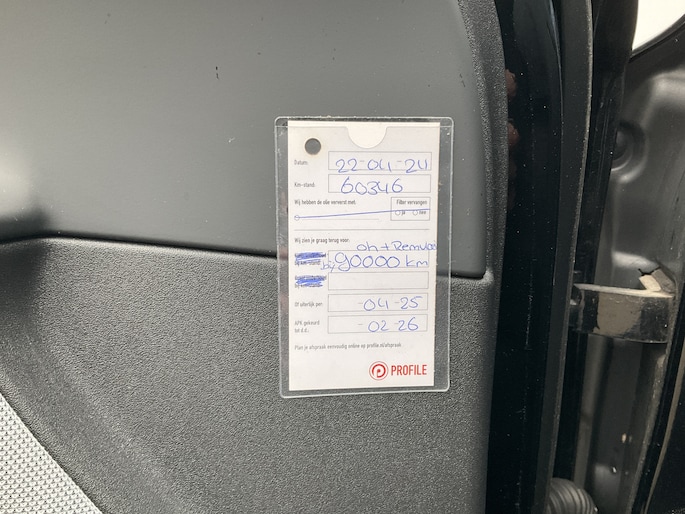 Datum: 22-04-24
Km-stand: 60346
Wij hebben de olie ververst met: Filter vervangen
ja nee
Wij zien je graag terug voor:
oh + Remvloei
bij 90000 km
Of uiterlijk per: -04-25
APK gekeurd -02-26
tot d.d.:
Plan je afspraak eenvoudig online op profile.nl/afspraak
PROFILE